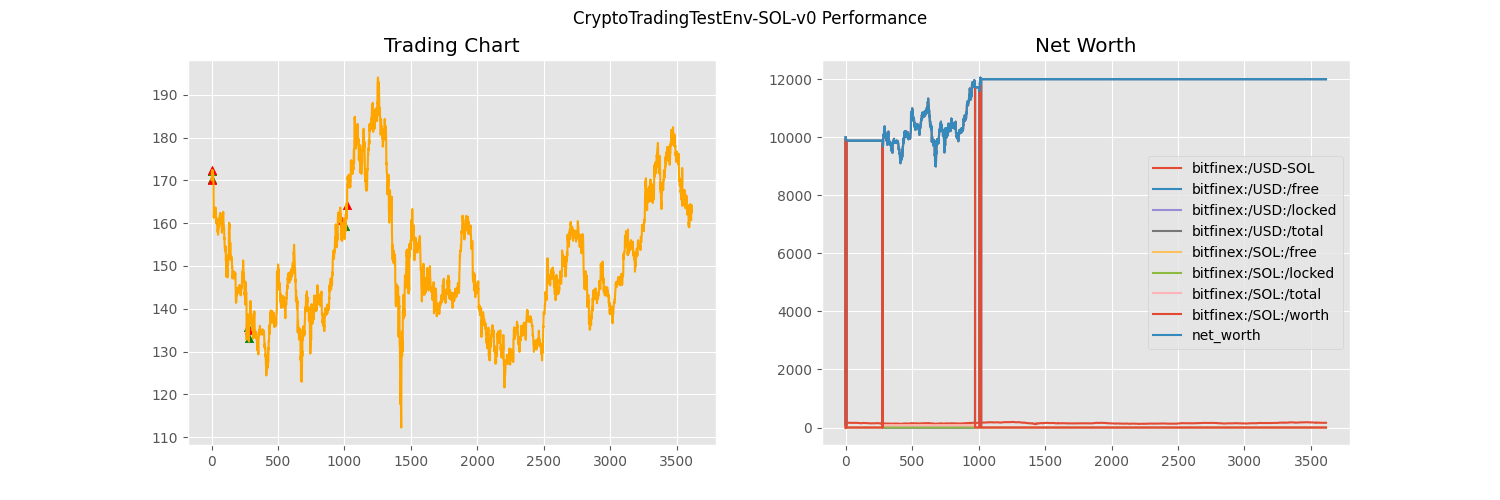 CryptoTradingTestEnv-SOL-v0 Performance
Trading Chart
190
180
170
160
150
140
130
120
110
0 500 1000 1500 2000 2500 3000 3500
Net Worth
12000
10000
8000
6000
4000
2000
0
0 500 1000 1500 2000 2500 3000 3500
bitfinex:/USD-SOL
bitfinex:/USD:/free
bitfinex:/USD:/locked
bitfinex:/USD:/total
bitfinex:/SOL:/free
bitfinex:/SOL:/locked
bitfinex:/SOL:/total
bitfinex:/SOL:/worth
net_worth